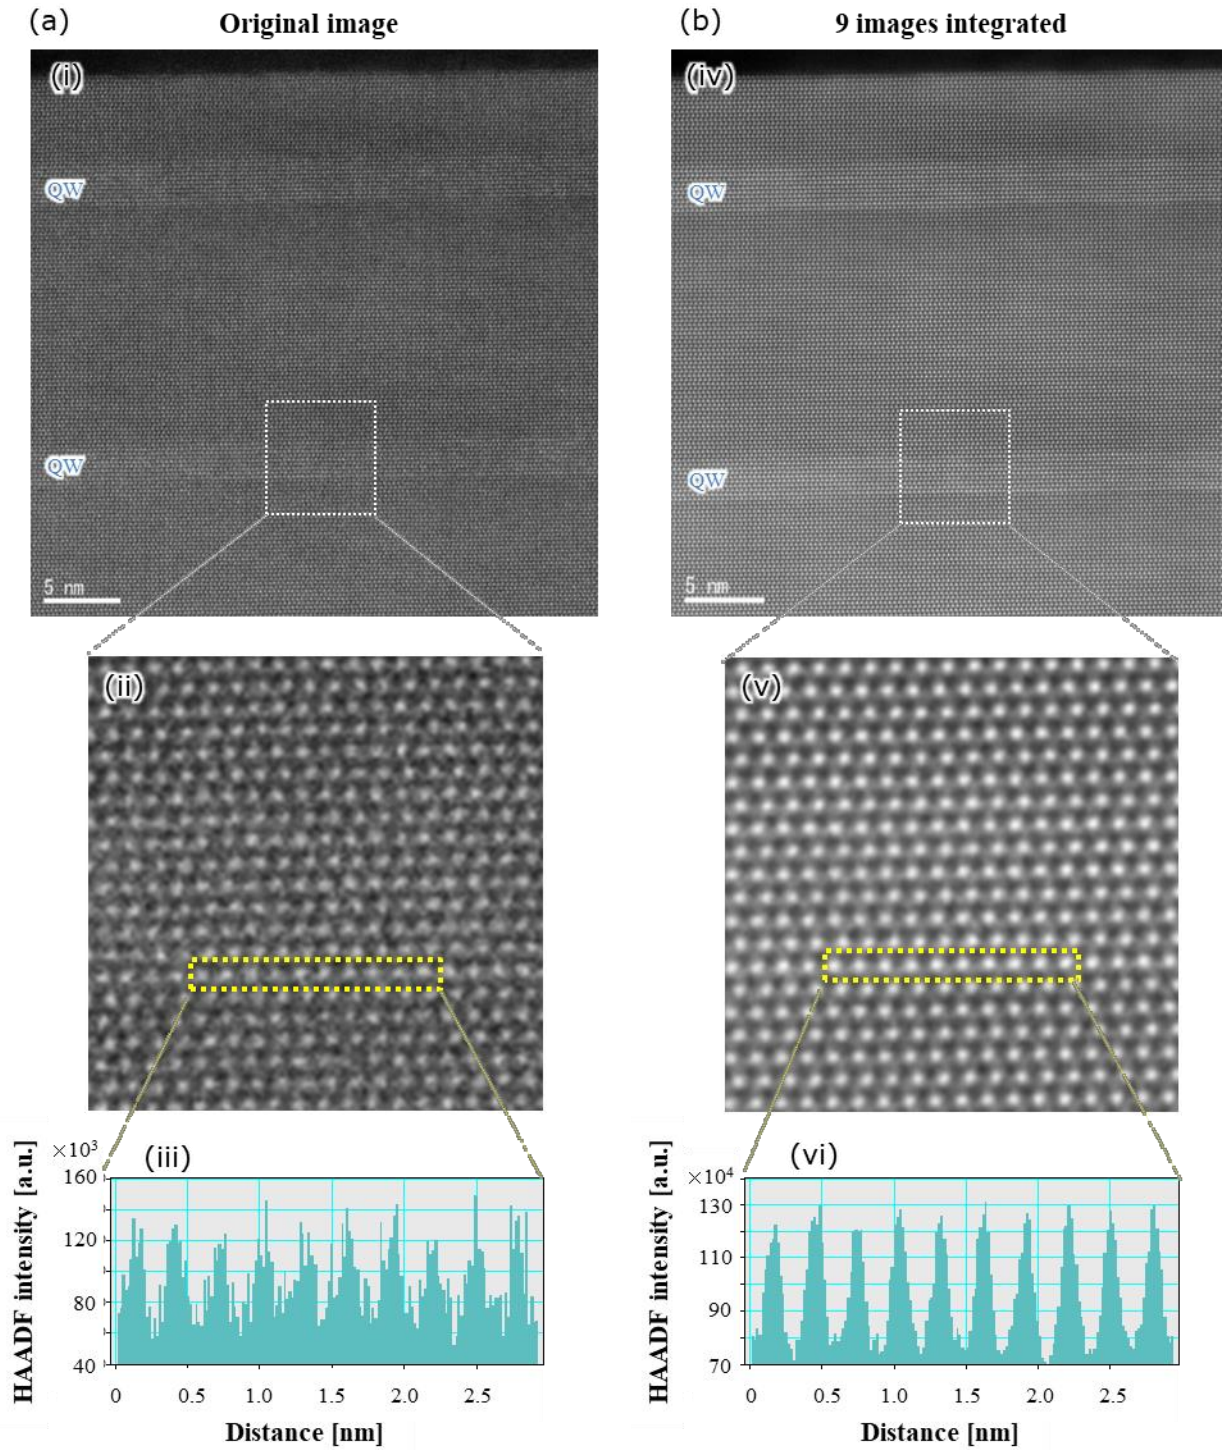 (a)
Original image
(i)
QW
QW
5 nm
(ii)
(iii)
×10³
160
120
80
40
HAADF intensity [a.u.]
0
0.5
1.0
1.5
2.0
2.5
Distance [nm]
(b)
9 images integrated
(iv)
QW
QW
5 nm
(v)
(vi)
×10⁴
130
110
90
70
HAADF intensity [a.u.]
0
0.5
1.0
1.5
2.0
2.5
Distance [nm]